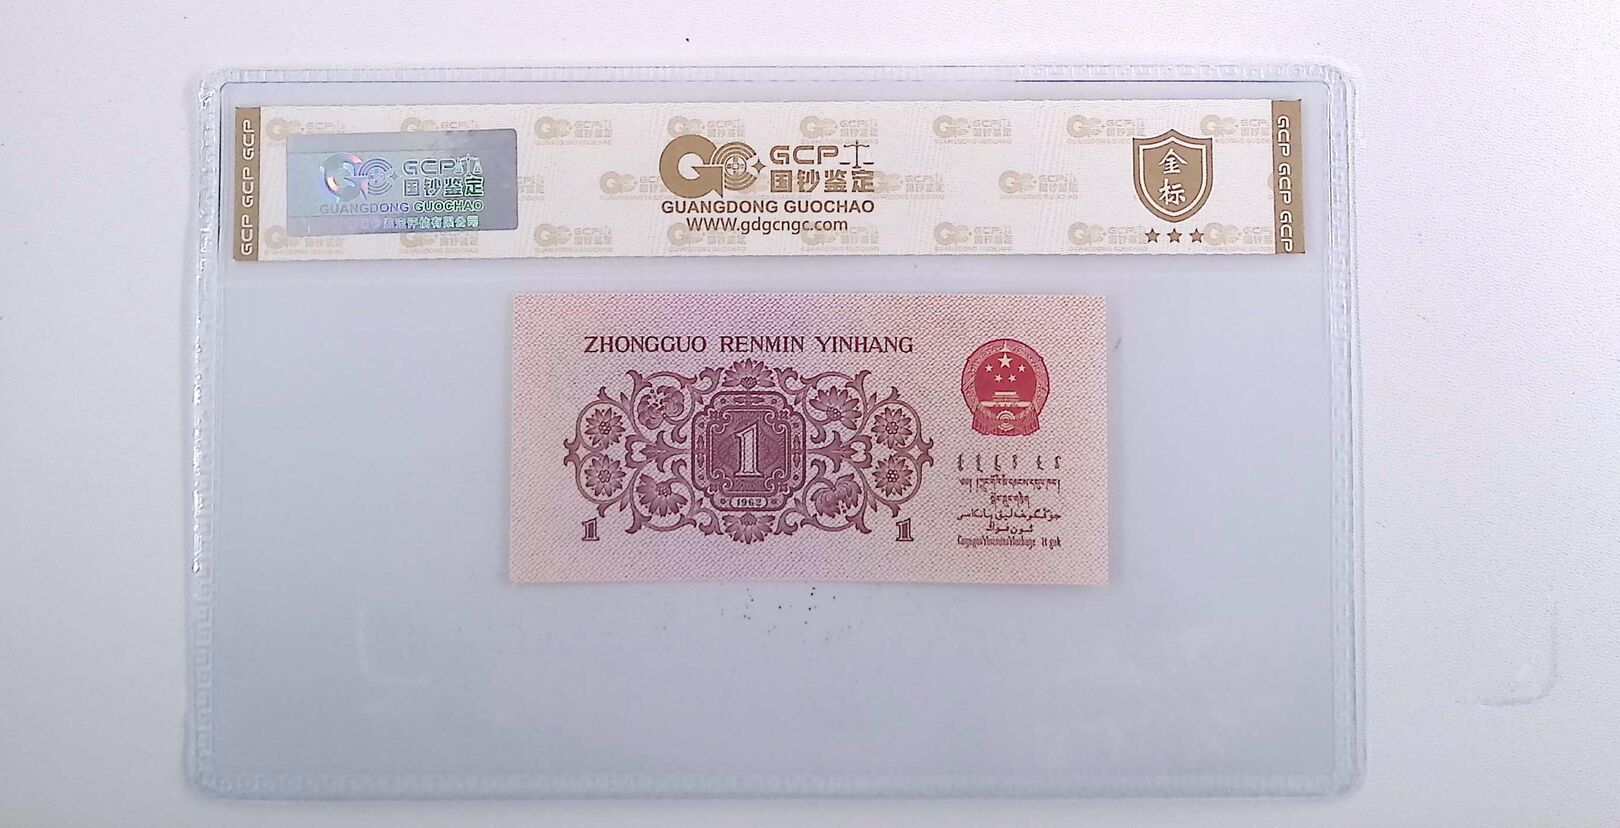 GCP GCP GCP
GCP
国钞鉴定
GUANGDONG GUOCHAO
GCP
国钞鉴定
GUANGDONG GUOCHAO
WWW.gdgcngc.com
金
标
GCP GCP GCP
ZHONGGUO RENMIN YINHANG
1
(1962)
1
1